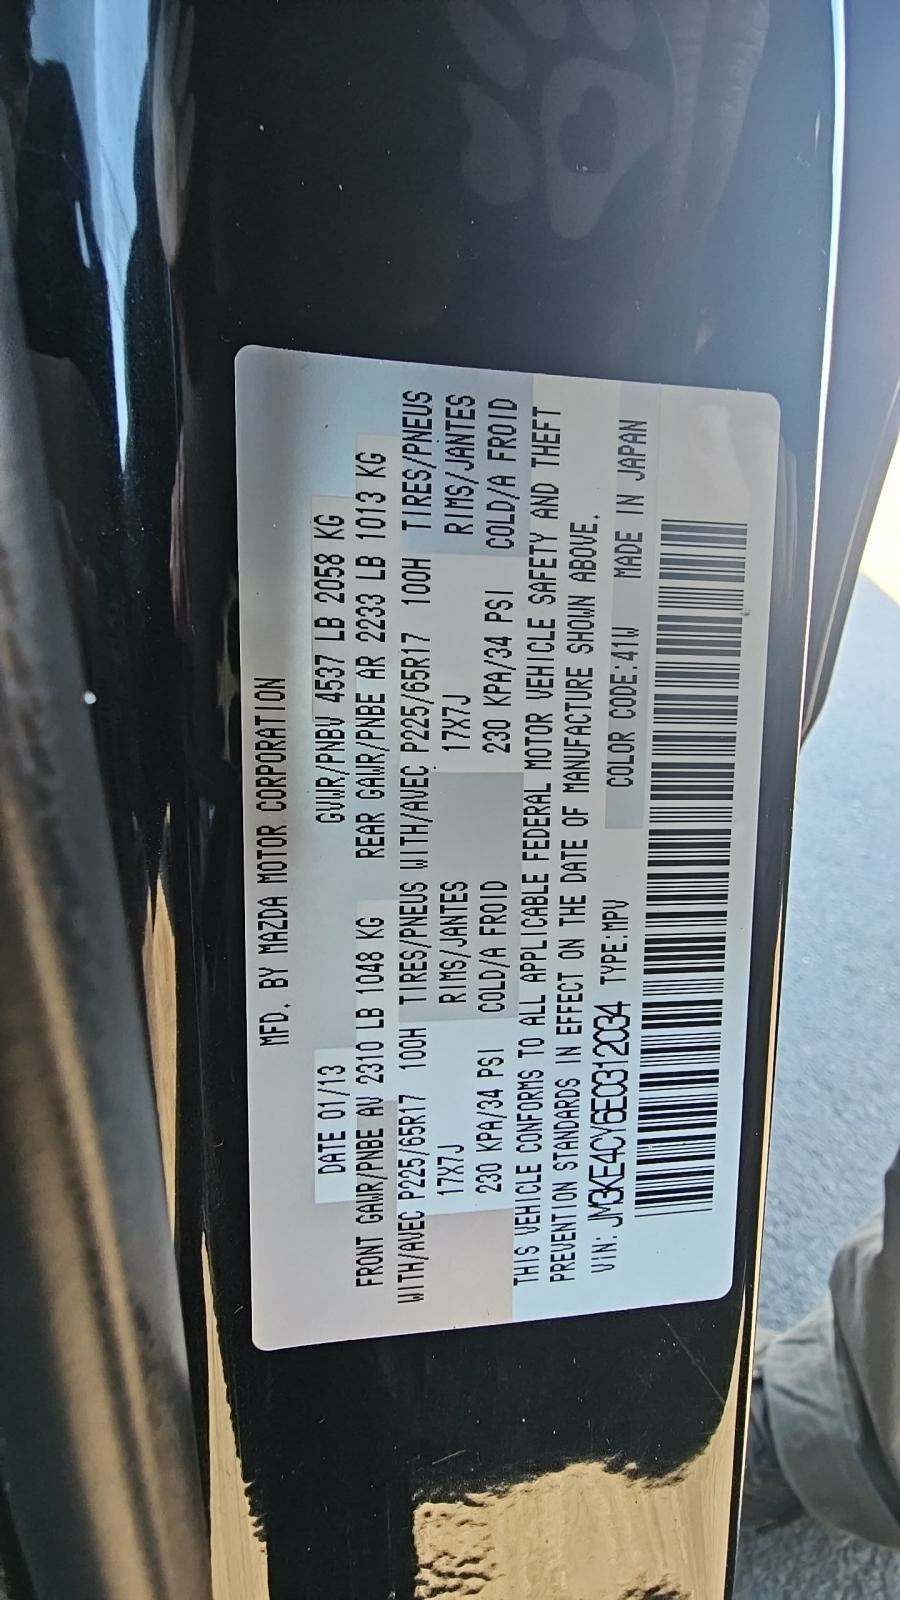 MFD. BY MAZDA MOTOR CORPORATION
DATE 01/13 GVWR/PNBV 4537 LB 2058 KG
FRONT GAWR/PNBE AV 2310 LB 1048 KG REAR GAWR/PNBE AR 2233 LB 1013 KG
WITH/AVEC P225/65R17 100H TIRES/PNEUS WITH/AVEC P225/65R17 100H TIRES/PNEUS
17X7J RIMS/JANTES 17X7J RIMS/JANTES
230 KPA/34 PSI COLD/A FROID 230 KPA/34 PSI COLD/A FROID
THIS VEHICLE CONFORMS TO ALL APPLICABLE FEDERAL MOTOR VEHICLE SAFETY AND THEFT
PREVENTION STANDARDS IN EFFECT ON THE DATE OF MANUFACTURE SHOWN ABOVE.
VIN: JM3KE4CY6E0312034 TYPE:MPV COLOR CODE:41W MADE IN JAPAN